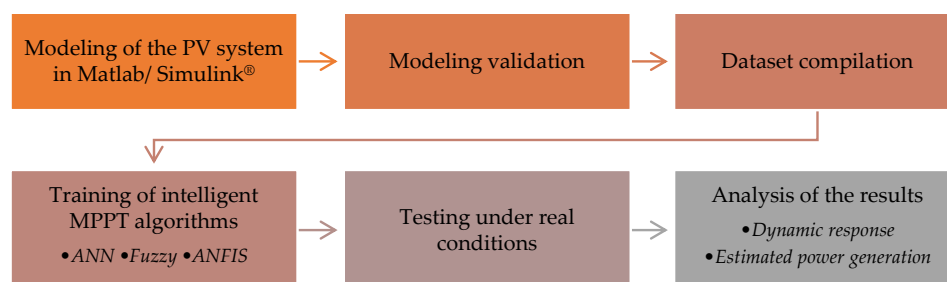 Modeling of the PV system
in Matlab/ Simulink®
Modeling validation
Dataset compilation
Training of intelligent
MPPT algorithms
•ANN •Fuzzy •ANFIS
Testing under real
conditions
Analysis of the results
•Dynamic response
•Estimated power generation